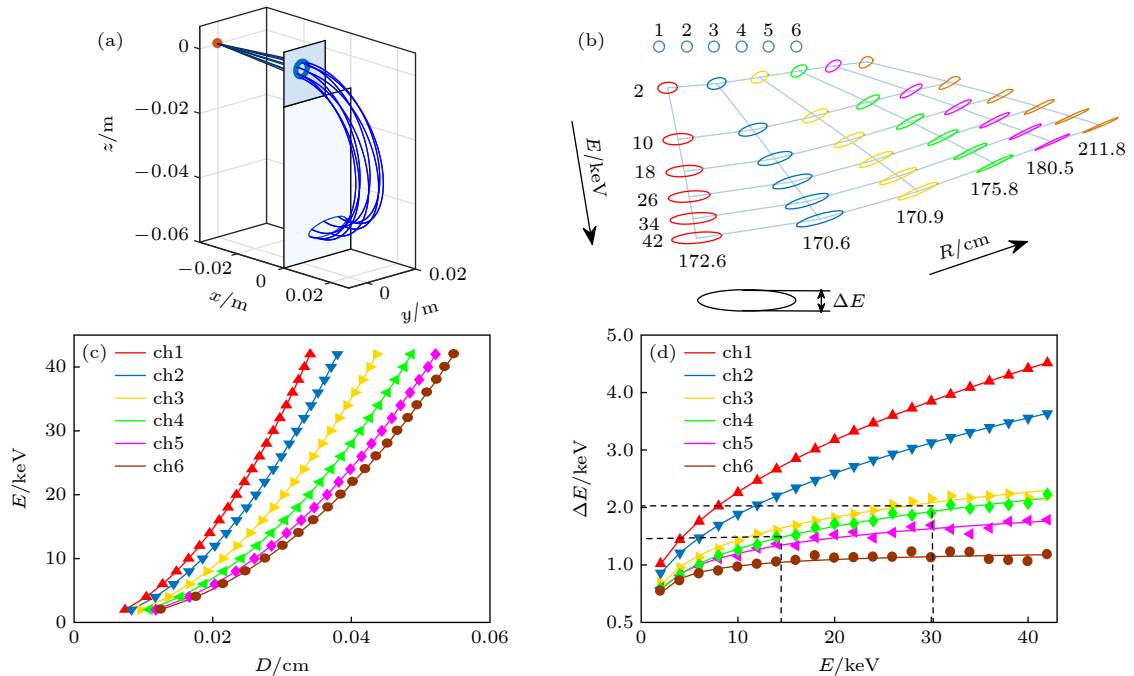 (a)
0
−0.02
−0.04
−0.06
z/m
−0.02
0
0.02
x/m
0
0.02
y/m
(b)
1 2 3 4 5 6
2
10
18
26
34
42
E/keV
172.6
170.6
170.9
175.8
180.5
211.8
R/cm
ΔE
(c)
ch1
ch2
ch3
ch4
ch5
ch6
40
30
20
10
0
E/keV
0 0.02 0.04 0.06
D/cm
(d)
ch1
ch2
ch3
ch4
ch5
ch6
5.0
4.0
3.0
2.0
1.0
0.5
ΔE/keV
0 10 20 30 40
E/keV